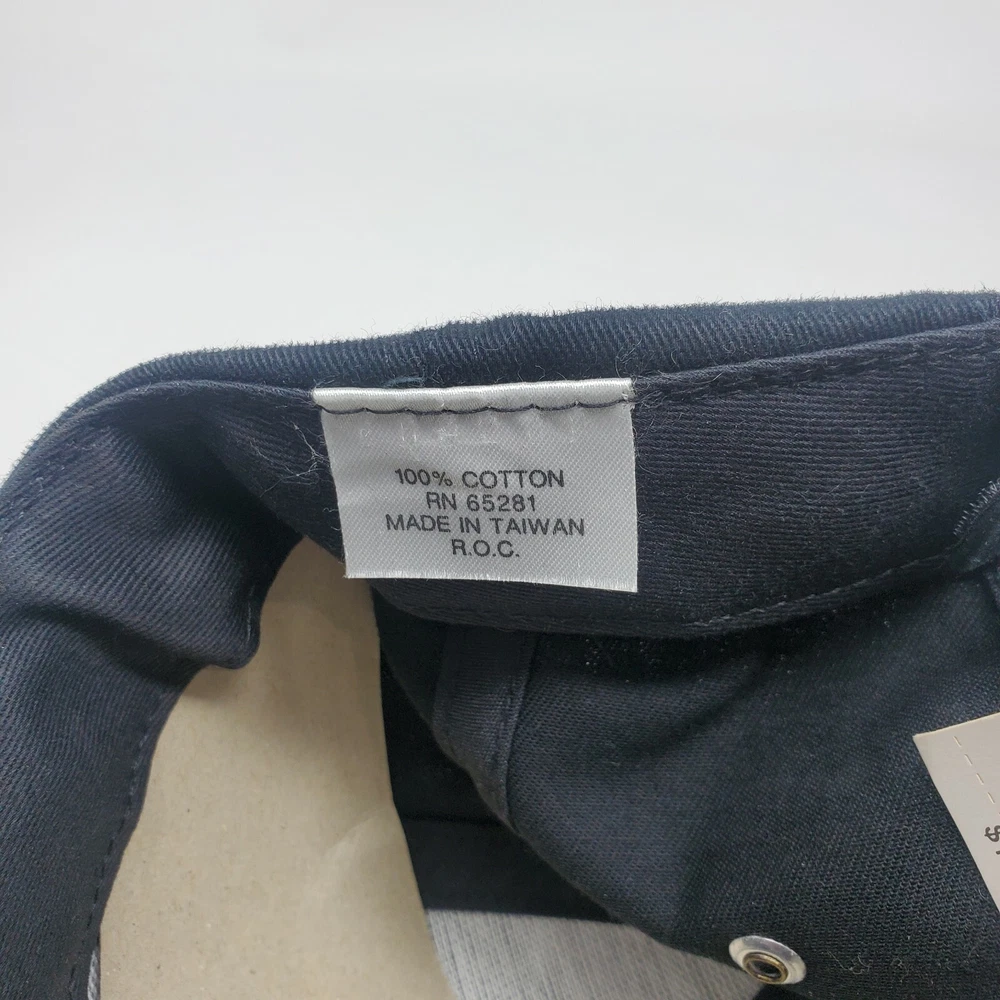 100% COTTON
RN 65281
MADE IN TAIWAN
R.O.C.
$